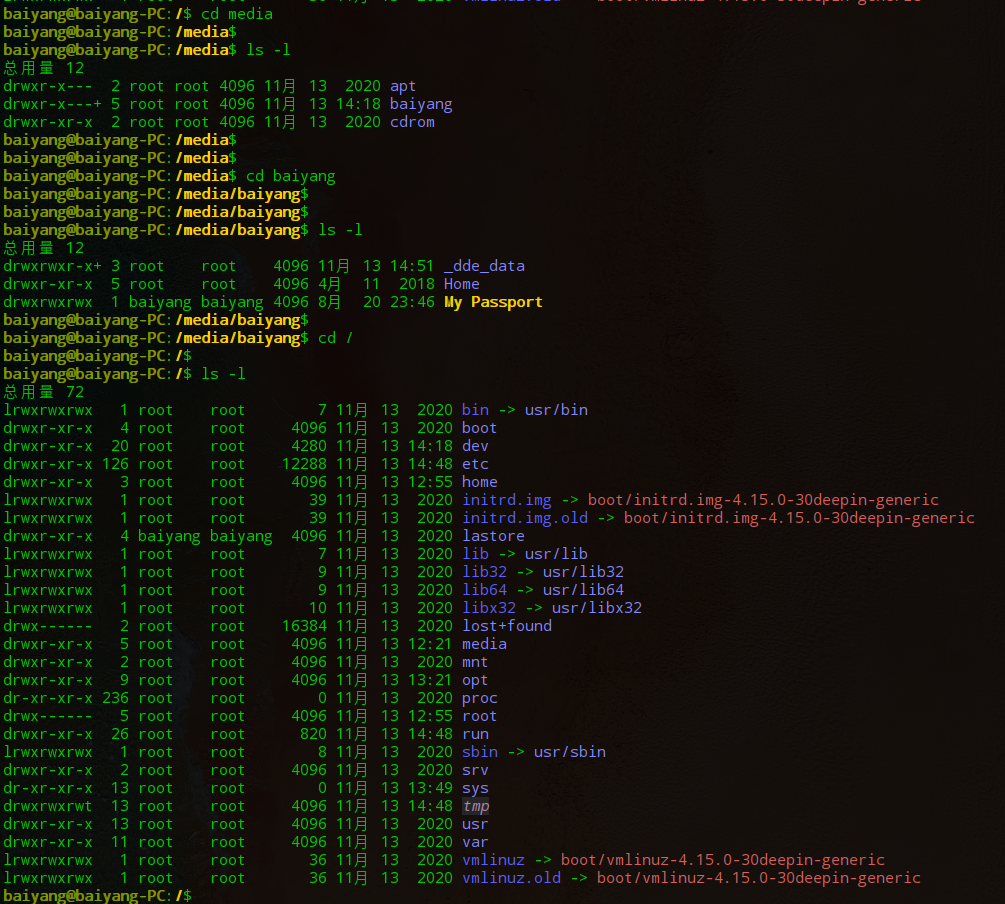 baiyang@baiyang-PC:/$ cd media
baiyang@baiyang-PC:/media$
baiyang@baiyang-PC:/media$ ls -l
总用量 12
drwxr-x---  2 root root 4096 11月 13  2020 apt
drwxr-x---+ 5 root root 4096 11月 13 14:18 baiyang
drwxr-xr-x  2 root root 4096 11月 13  2020 cdrom
baiyang@baiyang-PC:/media$
baiyang@baiyang-PC:/media$
baiyang@baiyang-PC:/media$ cd baiyang
baiyang@baiyang-PC:/media/baiyang$
baiyang@baiyang-PC:/media/baiyang$
baiyang@baiyang-PC:/media/baiyang$ ls -l
总用量 12
drwxrwxr-x+ 3 root    root    4096 11月 13 14:51 _dde_data
drwxr-xr-x  5 root    root    4096 4月  11  2018 Home
drwxrwxrwx  1 baiyang baiyang 4096 8月  20 23:46 My Passport
baiyang@baiyang-PC:/media/baiyang$
baiyang@baiyang-PC:/media/baiyang$ cd /
baiyang@baiyang-PC:/$
baiyang@baiyang-PC:/$ ls -l
总用量 72
lrwxrwxrwx   1 root    root        7 11月 13  2020 bin -> usr/bin
drwxr-xr-x   4 root    root     4096 11月 13  2020 boot
drwxr-xr-x  20 root    root     4280 11月 13 14:18 dev
drwxr-xr-x 126 root    root    12288 11月 13 14:48 etc
drwxr-xr-x   3 root    root     4096 11月 13 12:55 home
lrwxrwxrwx   1 root    root       39 11月 13  2020 initrd.img -> boot/initrd.img-4.15.0-30deepin-generic
lrwxrwxrwx   1 root    root       39 11月 13  2020 initrd.img.old -> boot/initrd.img-4.15.0-30deepin-generic
drwxr-xr-x   4 baiyang baiyang  4096 11月 13  2020 lastore
lrwxrwxrwx   1 root    root        7 11月 13  2020 lib -> usr/lib
lrwxrwxrwx   1 root    root        9 11月 13  2020 lib32 -> usr/lib32
lrwxrwxrwx   1 root    root        9 11月 13  2020 lib64 -> usr/lib64
lrwxrwxrwx   1 root    root       10 11月 13  2020 libx32 -> usr/libx32
drwx------   2 root    root    16384 11月 13  2020 lost+found
drwxr-xr-x   5 root    root     4096 11月 13 12:21 media
drwxr-xr-x   2 root    root     4096 11月 13  2020 mnt
drwxr-xr-x   9 root    root     4096 11月 13 13:21 opt
dr-xr-xr-x 236 root    root        0 11月 13  2020 proc
drwx------   5 root    root     4096 11月 13 12:55 root
drwxr-xr-x  26 root    root      820 11月 13 14:48 run
lrwxrwxrwx   1 root    root        8 11月 13  2020 sbin -> usr/sbin
drwxr-xr-x   2 root    root     4096 11月 13  2020 srv
dr-xr-xr-x  13 root    root        0 11月 13 13:49 sys
drwxrwxrwt  13 root    root     4096 11月 13 14:48 tmp
drwxr-xr-x  13 root    root     4096 11月 13  2020 usr
drwxr-xr-x  11 root    root     4096 11月 13  2020 var
lrwxrwxrwx   1 root    root       36 11月 13  2020 vmlinuz -> boot/vmlinuz-4.15.0-30deepin-generic
lrwxrwxrwx   1 root    root       36 11月 13  2020 vmlinuz.old -> boot/vmlinuz-4.15.0-30deepin-generic
baiyang@baiyang-PC:/$